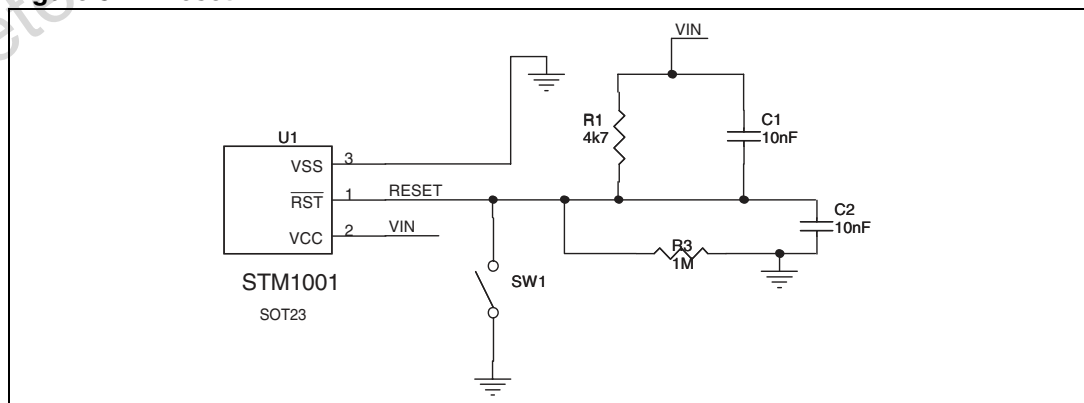 VIN
R1
4k7
C1
10nF
U1
VSS
3
RST
1
RESET
VCC
2
VIN
C2
10nF
R3
1M
SW1
STM1001
SOT23